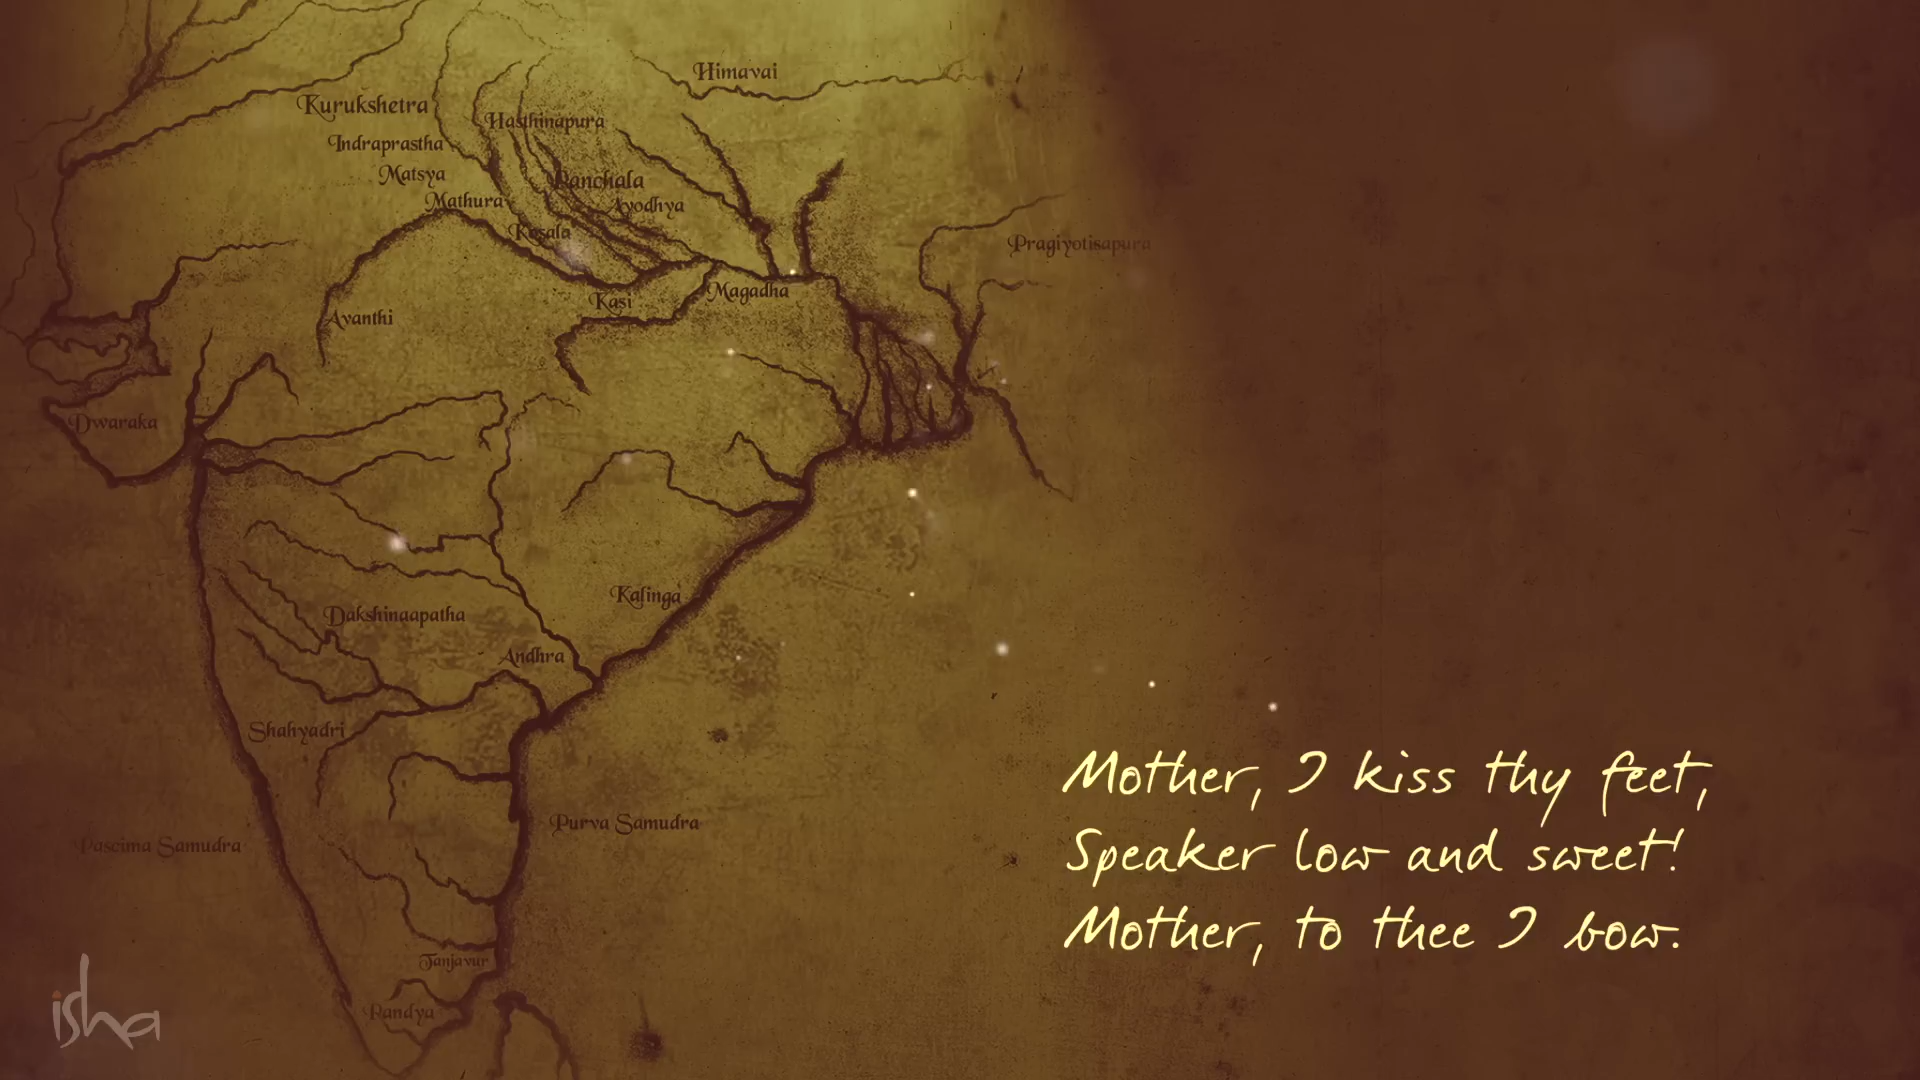 Himavai
Kurukshetra
Hasthinapura
Indraprastha
Matsya
Panchala
Mathura
Ayodhya
Kosala
Pragiyotisapura
Kasi
Magadha
Avanthi
Dwaraka
Kalinga
Dakshinaapatha
Andhra
Shahyadri
Purva Samudra
Pascima Samudra
Tanjavur
Pandya
Mother, I kiss thy feet,
Speaker low and sweet!
Mother, to thee I bow.
isha